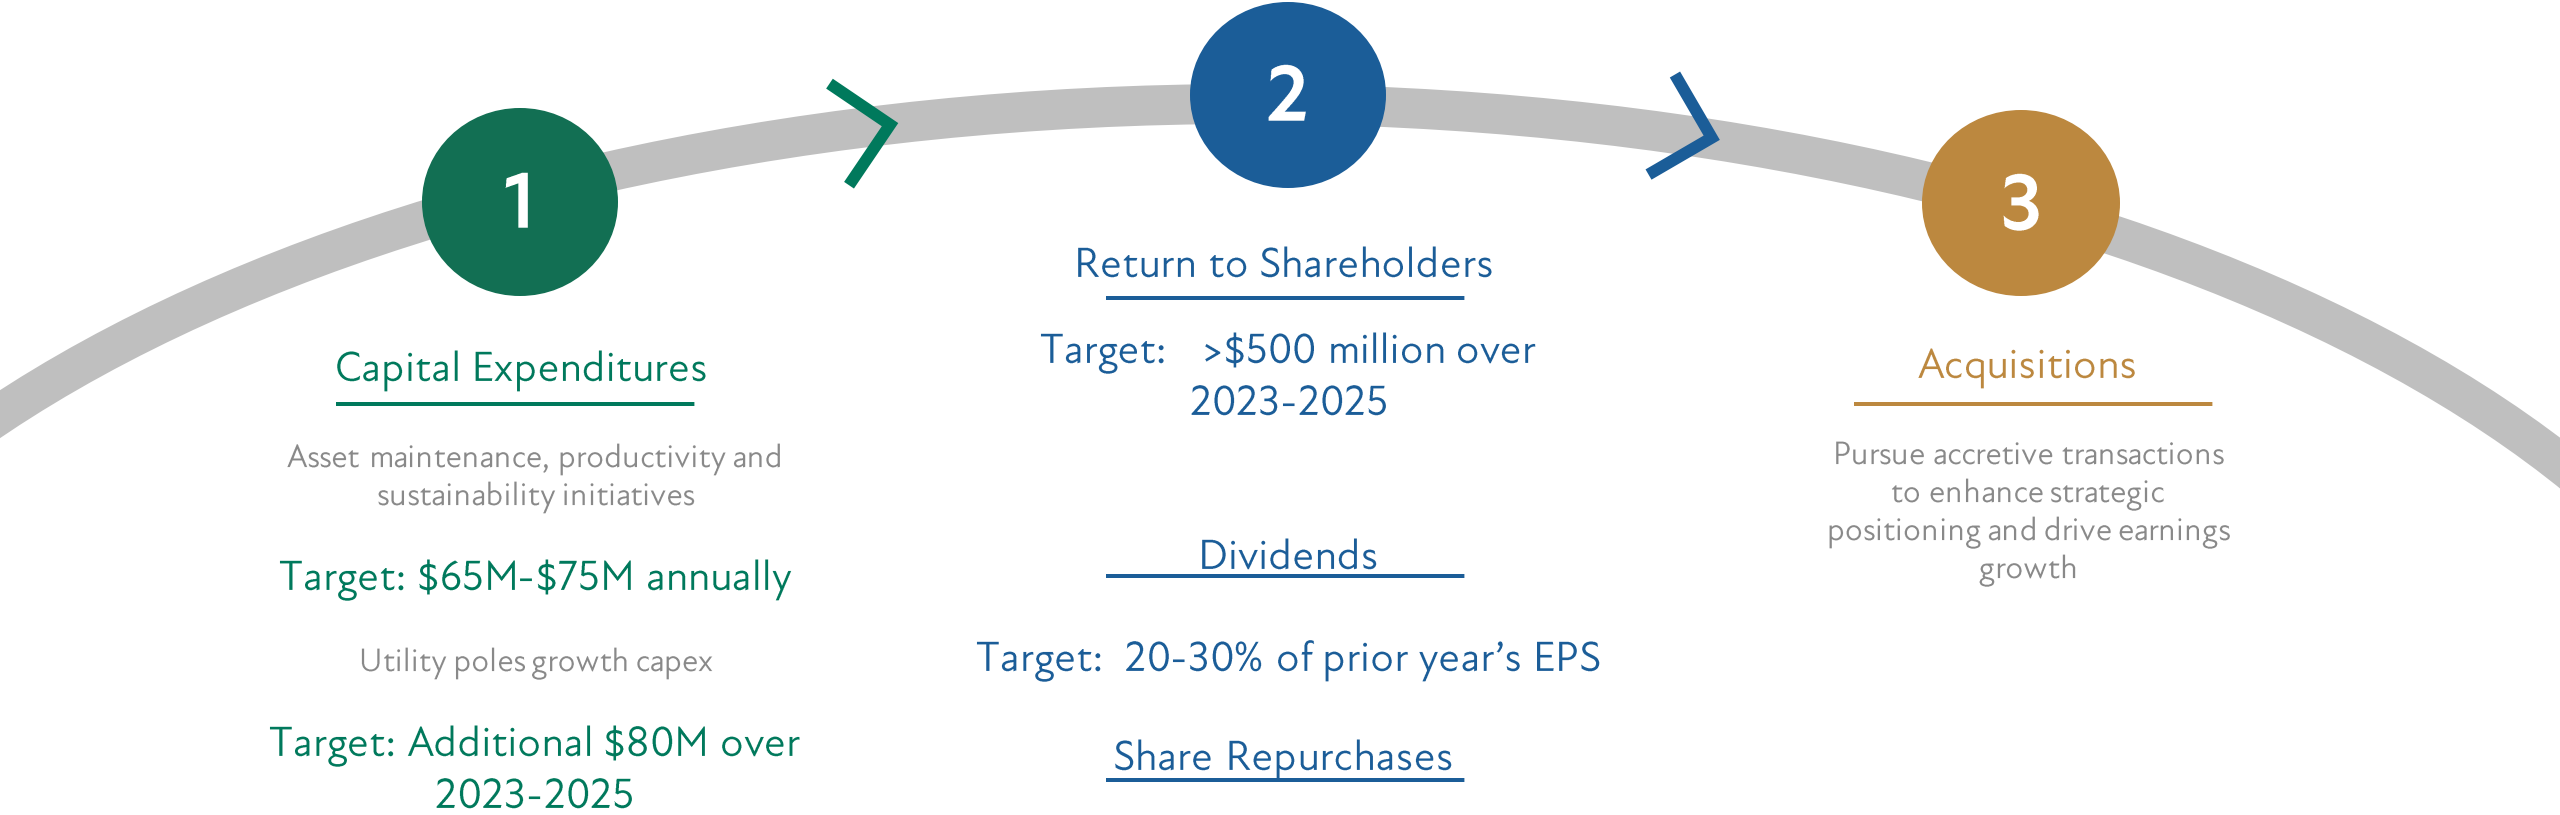 1
Capital Expenditures
Asset maintenance, productivity and
sustainability initiatives
Target: $65M-$75M annually
Utility poles growth capex
Target: Additional $80M over
2023-2025
2
Return to Shareholders
Target: >$500 million over
2023-2025
Dividends
Target: 20-30% of prior year’s EPS
Share Repurchases
3
Acquisitions
Pursue accretive transactions
to enhance strategic
positioning and drive earnings
growth